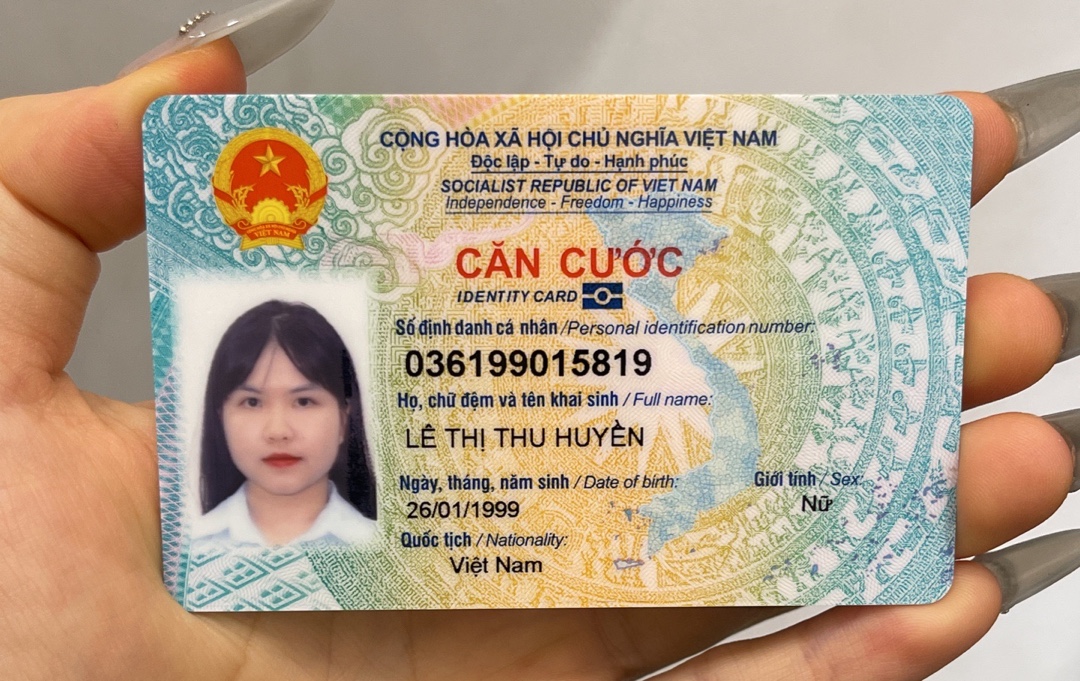 CỘNG HÒA XÃ HỘI CHỦ NGHĨA VIỆT NAM
Độc lập - Tự do - Hạnh phúc
SOCIALIST REPUBLIC OF VIET NAM
Independence - Freedom - Happiness
VIỆT NAM
CĂN CƯỚC
IDENTITY CARD
Số định danh cá nhân / Personal identification number:
036199015819
Họ, chữ đệm và tên khai sinh / Full name:
LÊ THỊ THU HUYỀN
Ngày, tháng, năm sinh / Date of birth:
Giới tính / Sex:
26/01/1999
Nữ
Quốc tịch / Nationality:
Việt Nam